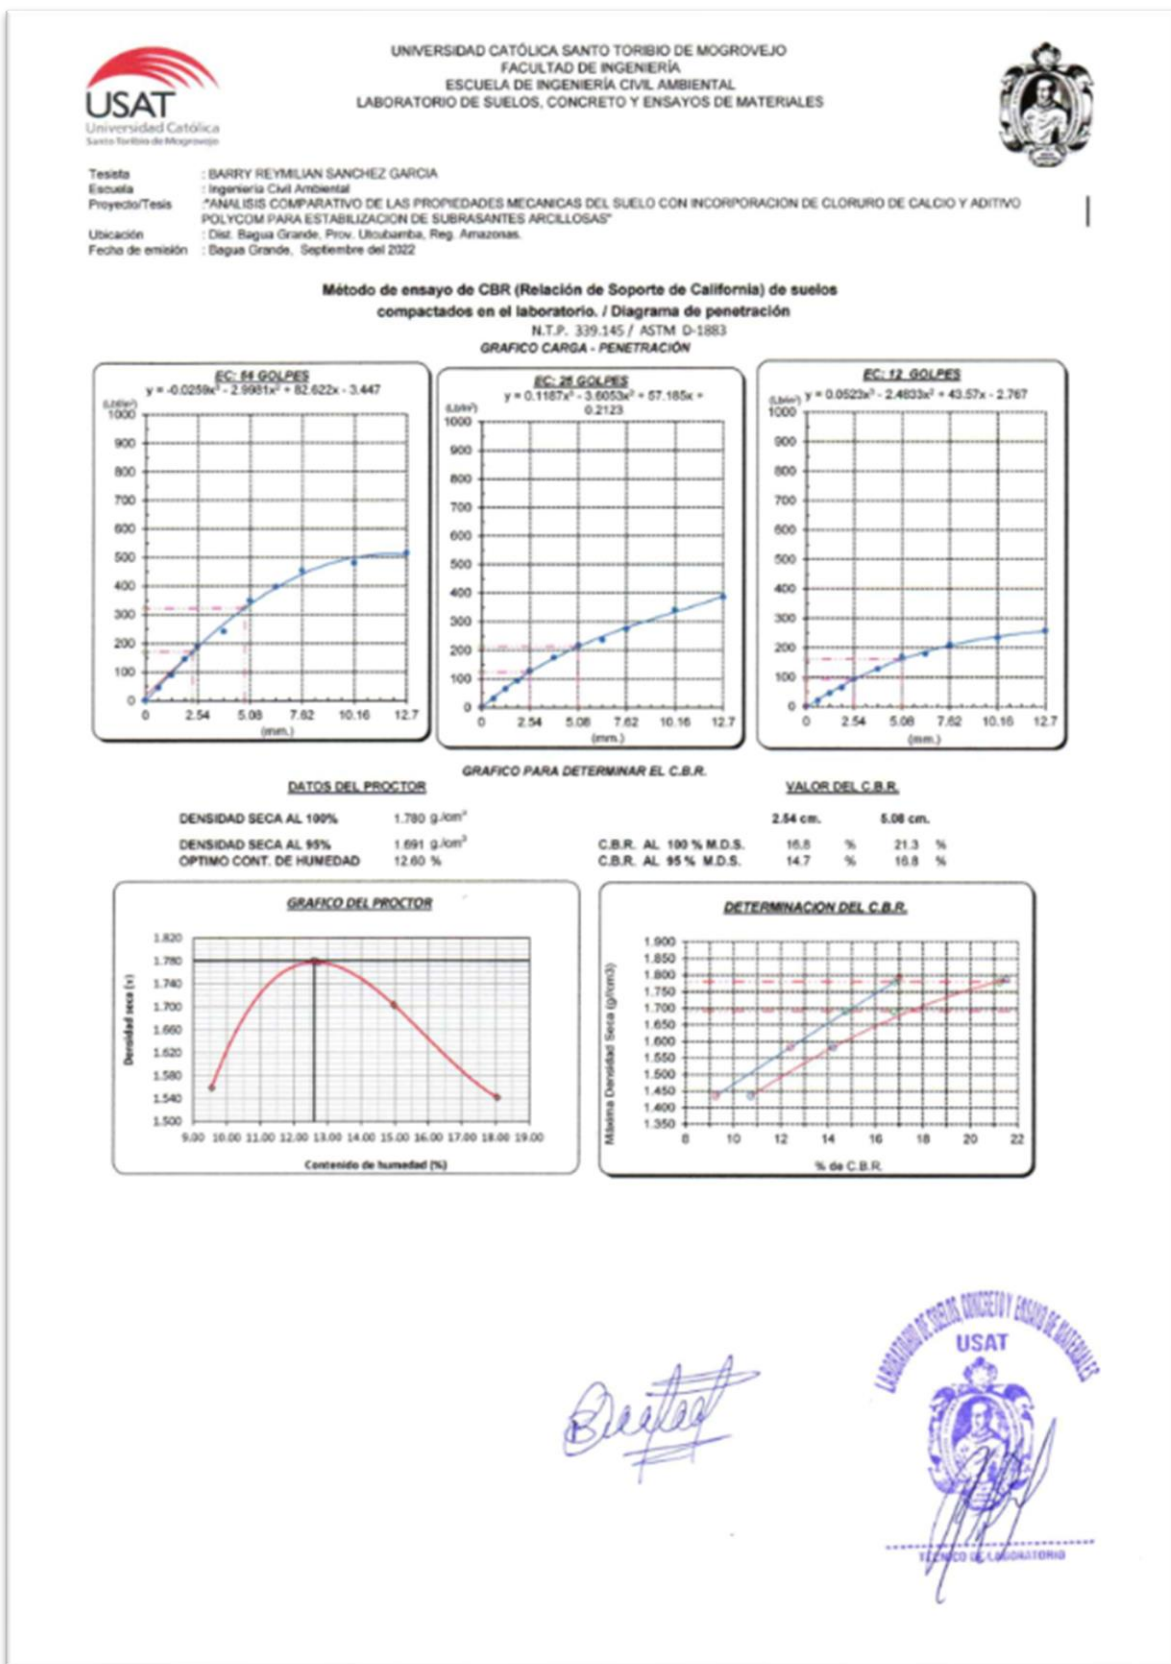 UNIVERSIDAD CATÓLICA SANTO TORIBIO DE MOGROVEJO
FACULTAD DE INGENIERÍA
ESCUELA DE INGENIERÍA CIVIL AMBIENTAL
LABORATORIO DE SUELOS, CONCRETO Y ENSAYOS DE MATERIALES
USAT
Universidad Católica
Santo Toribio de Mogrovejo
Tesista : BARRY REYMILIAN SANCHEZ GARCIA
Escuela : Ingeniería Civil Ambiental
Proyecto/Tesis :"ANALISIS COMPARATIVO DE LAS PROPIEDADES MECANICAS DEL SUELO CON INCORPORACION DE CLORURO DE CALCIO Y ADITIVO
POLYCOM PARA ESTABILIZACION DE SUBRASANTES ARCILLOSAS"
Ubicación : Dist. Bagua Grande, Prov. Utcubamba, Reg. Amazonas.
Fecha de emisión : Bagua Grande, Septiembre del 2022
Método de ensayo de CBR (Relación de Soporte de California) de suelos
compactados en el laboratorio. / Diagrama de penetración
N.T.P. 339.145 / ASTM D-1883
GRAFICO CARGA - PENETRACIÓN
EC: 54 GOLPES
y = -0.0259x³ - 2.9981x² + 82.622x - 3.447
1000
900
800
700
600
500
400
300
200
100
0
0 2.54 5.08 7.62 10.16 12.7
(mm.)
EC: 26 GOLPES
y = 0.1187x³ - 3.6053x² + 57.185x +
0.2123
(Lb/in²)
1000
900
800
700
600
500
400
300
200
100
0
0 2.54 5.08 7.62 10.16 12.7
(mm.)
EC: 12 GOLPES
(Lb/in²) y = 0.0523x³ - 2.4833x² + 43.57x - 2.767
1000
900
800
700
600
500
400
300
200
100
0
0 2.54 5.08 7.62 10.16 12.7
(mm.)
GRAFICO PARA DETERMINAR EL C.B.R.
DATOS DEL PROCTOR
DENSIDAD SECA AL 100% 1.780 g./cm³
DENSIDAD SECA AL 95% 1.691 g./cm³
OPTIMO CONT. DE HUMEDAD 12.60 %
VALOR DEL C.B.R.
2.54 cm. 5.08 cm.
C.B.R. AL 100 % M.D.S. 16.8 % 21.3 %
C.B.R. AL 95 % M.D.S. 14.7 % 16.8 %
GRAFICO DEL PROCTOR
Densidad seca (s)
1.820
1.780
1.740
1.700
1.660
1.620
1.580
1.540
1.500
9.00 10.00 11.00 12.00 13.00 14.00 15.00 16.00 17.00 18.00 19.00
Contenido de humedad (%)
DETERMINACION DEL C.B.R.
Máxima Densidad Seca (g/lcm3)
1.900
1.850
1.800
1.750
1.700
1.650
1.600
1.550
1.500
1.450
1.400
1.350
8 10 12 14 16 18 20 22
% de C.B.R.
LABORATORIO DE SUELOS CONCRETO Y ENSAYO DE MATERIALES
USAT
TECNICO DE LABORATORIO